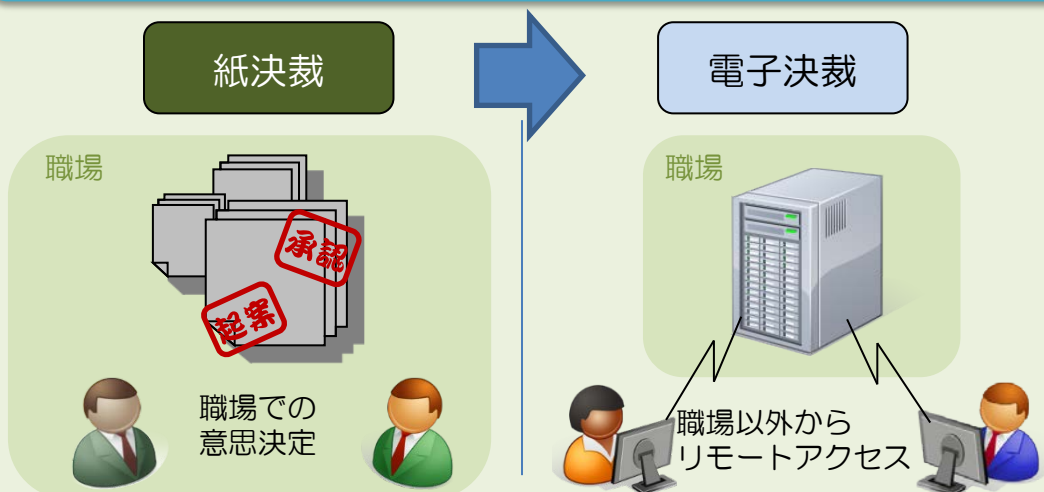 紙決裁
電子決裁
職場
承認
起案
職場での
意思決定
職場
職場以外から
リモートアクセス